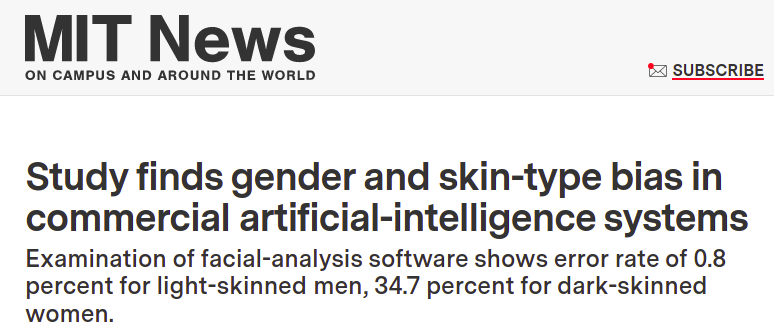 MIT News
ON CAMPUS AND AROUND THE WORLD
SUBSCRIBE
Study finds gender and skin-type bias in
commercial artificial-intelligence systems
Examination of facial-analysis software shows error rate of 0.8
percent for light-skinned men, 34.7 percent for dark-skinned
women.